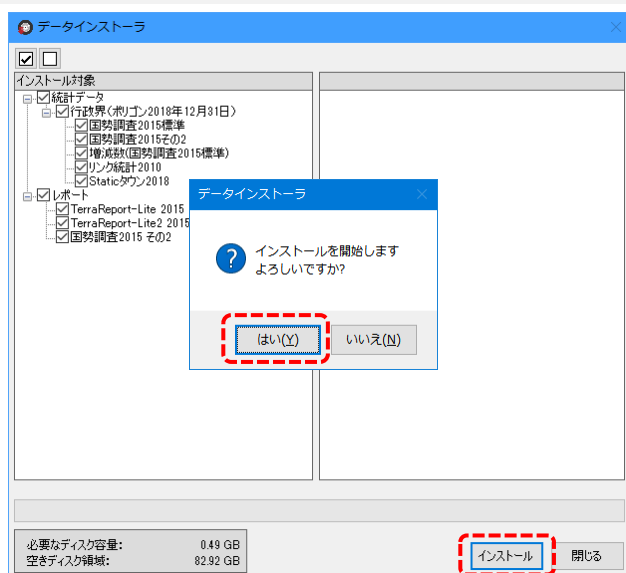 データインストーラ
インストール対象
統計データ
行政界(ポリゴン2018年12月31日)
国勢調査2015標準
国勢調査2015その2
増減数(国勢調査2015標準)
リンク統計2010
Staticタウン2018
レポート
TerraReport-Lite 2015
TerraReport-Lite2 2015
国勢調査2015 その2
データインストーラ
インストールを開始します
よろしいですか?
はい(Y)
いいえ(N)
必要なディスク容量: 0.49 GB
空きディスク領域: 82.92 GB
インストール
閉じる